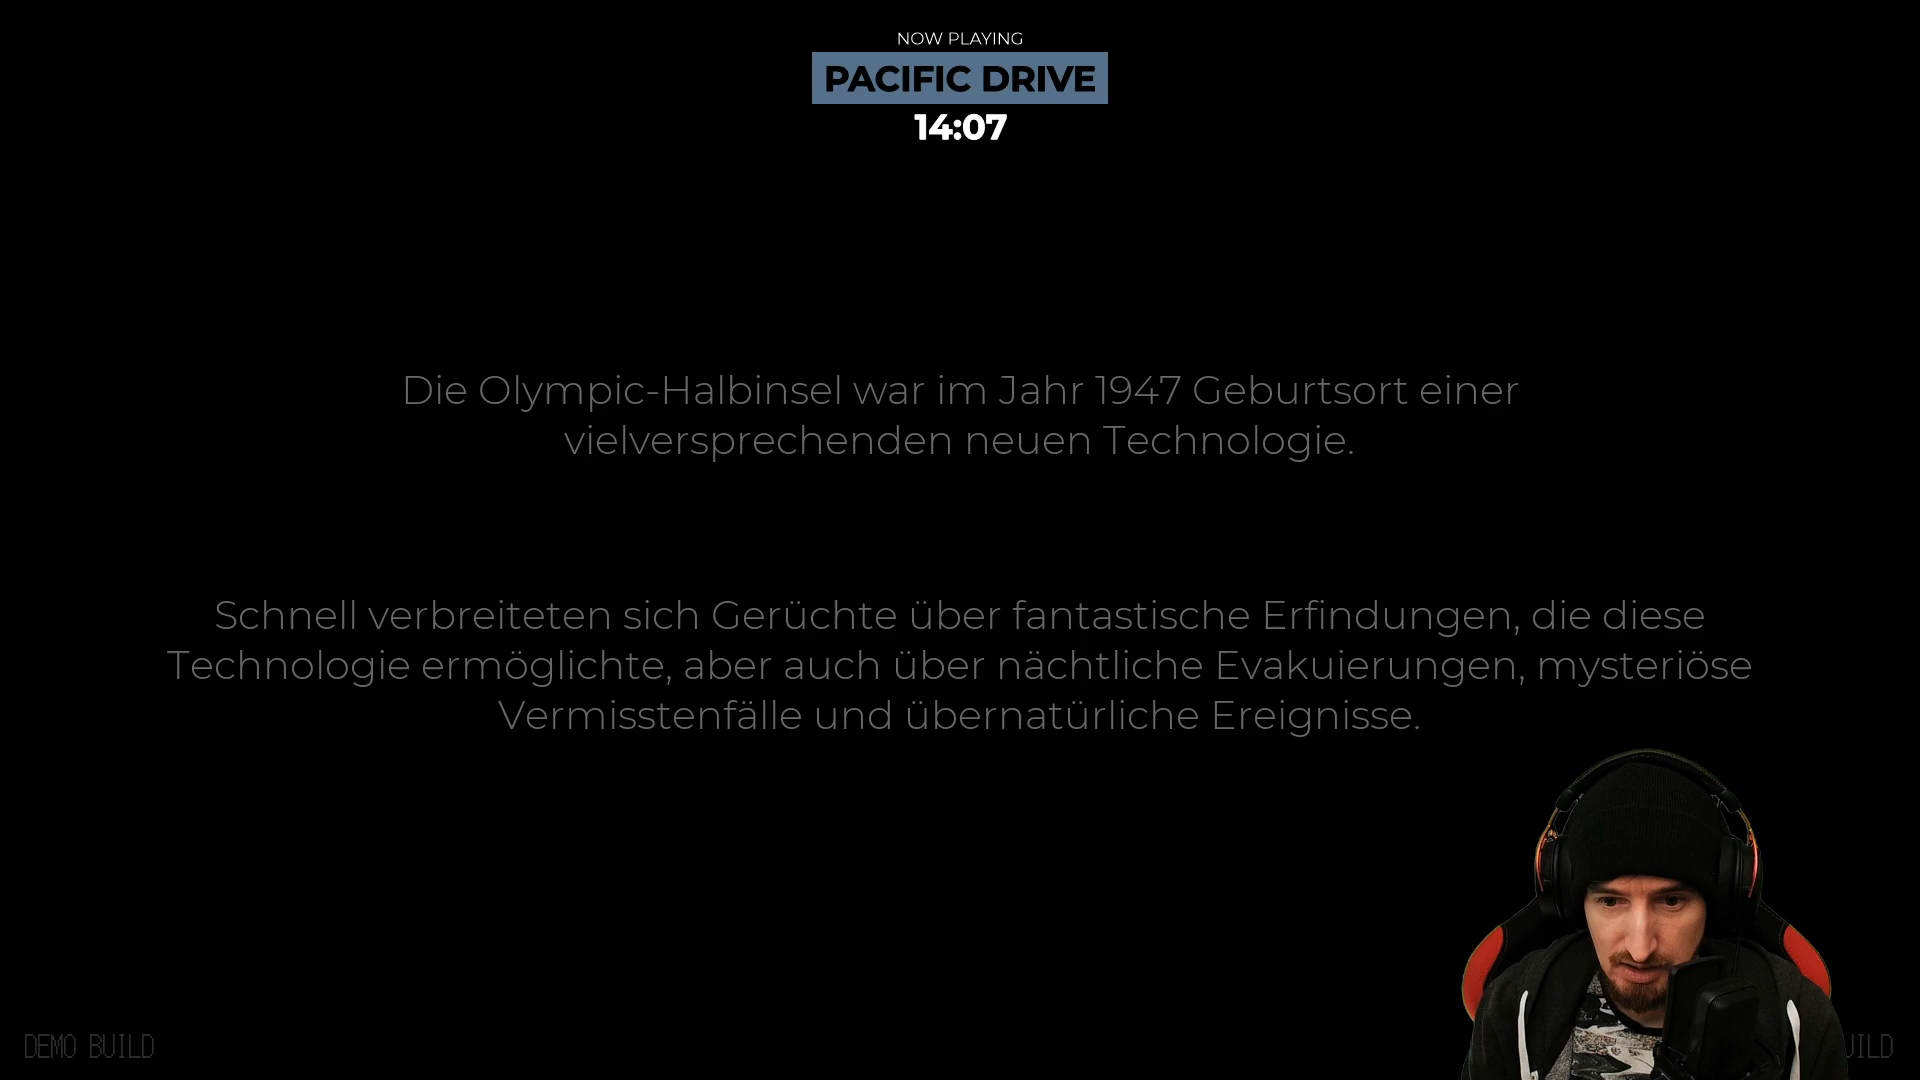 NOW PLAYING
PACIFIC DRIVE
14:07
Die Olympic-Halbinsel war im Jahr 1947 Geburtsort einer
vielversprechenden neuen Technologie.
Schnell verbreiteten sich Gerüchte über fantastische Erfindungen, die diese
Technologie ermöglichte, aber auch über nächtliche Evakuierungen, mysteriöse
Vermisstenfälle und übernatürliche Ereignisse.
DEMO BUILD